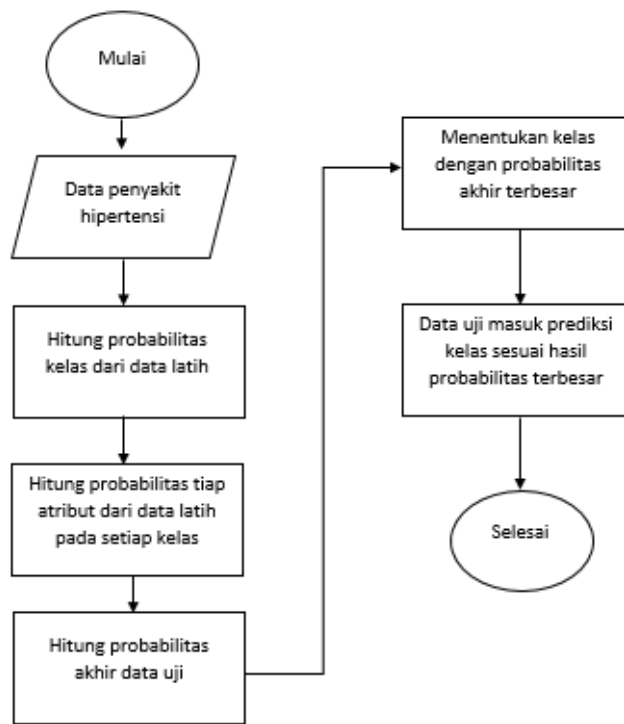 Mulai
Data penyakit
hipertensi
Hitung probabilitas
kelas dari data latih
Hitung probabilitas tiap
atribut dari data latih
pada setiap kelas
Hitung probabilitas
akhir data uji
Menentukan kelas
dengan probabilitas
akhir terbesar
Data uji masuk prediksi
kelas sesuai hasil
probabilitas terbesar
Selesai